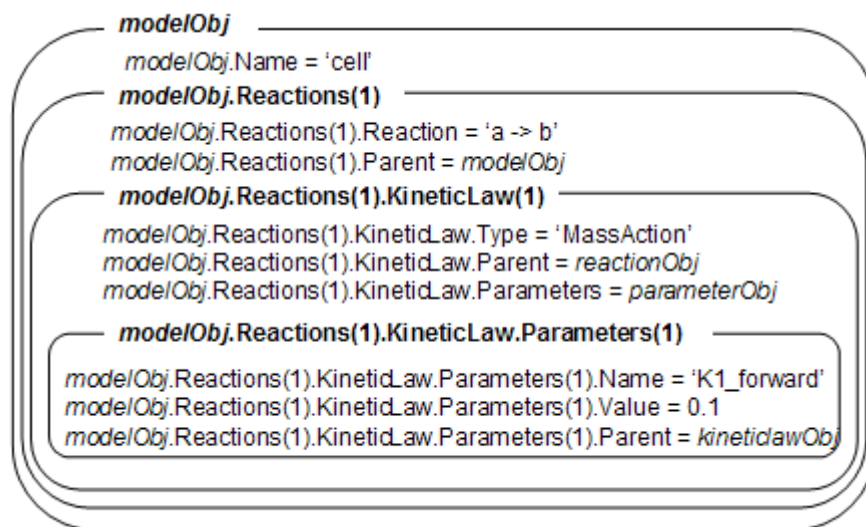 modelObj
modelObj.Name = ‘cell’
modelObj.Reactions(1)
modelObj.Reactions(1).Reaction = ‘a -> b’
modelObj.Reactions(1).Parent = modelObj
modelObj.Reactions(1).KineticLaw(1)
modelObj.Reactions(1).KineticLaw.Type = ‘MassAction’
modelObj.Reactions(1).KineticLaw.Parent = reactionObj
modelObj.Reactions(1).KineticLaw.Parameters = parameterObj
modelObj.Reactions(1).KineticLaw.Parameters(1)
modelObj.Reactions(1).KineticLaw.Parameters(1).Name = ‘K1_forward’
modelObj.Reactions(1).KineticLaw.Parameters(1).Value = 0.1
modelObj.Reactions(1).KineticLaw.Parameters(1).Parent = kineticlawObj